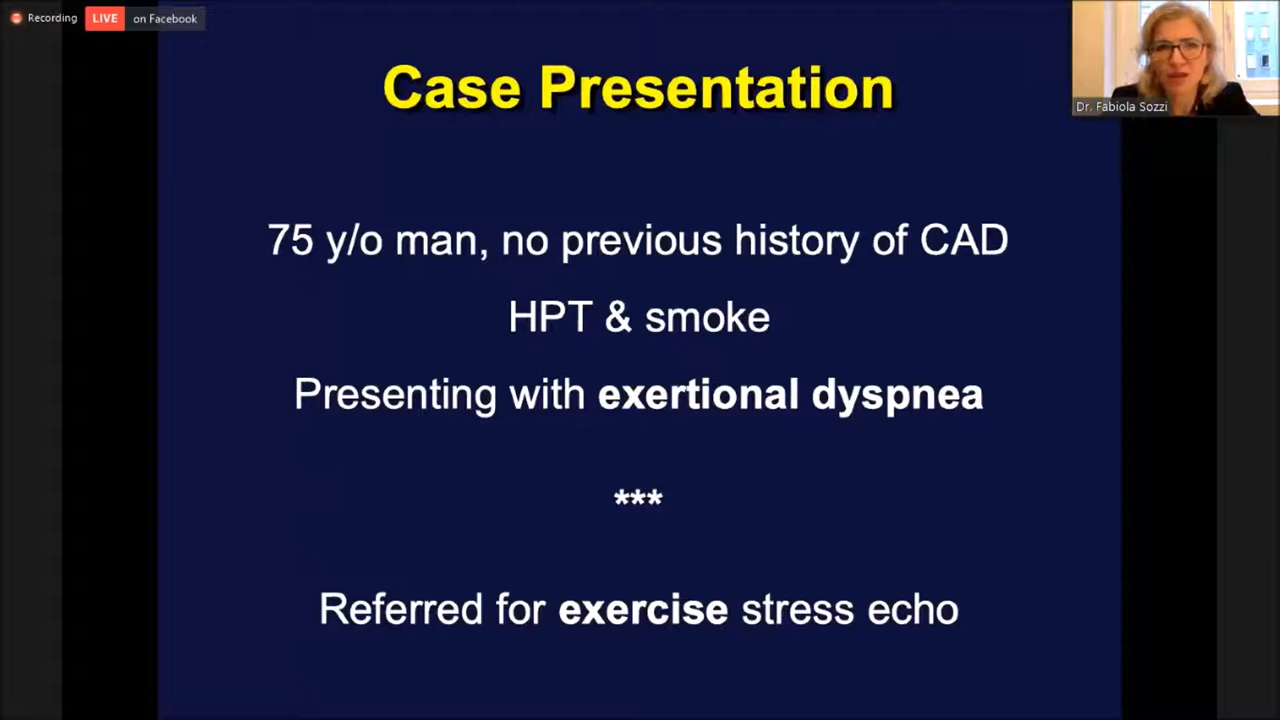 Recording LIVE on Facebook
Case Presentation
Dr. Fabiola Sozzi
75 y/o man, no previous history of CAD
HPT & smoke
Presenting with exertional dyspnea
***
Referred for exercise stress echo